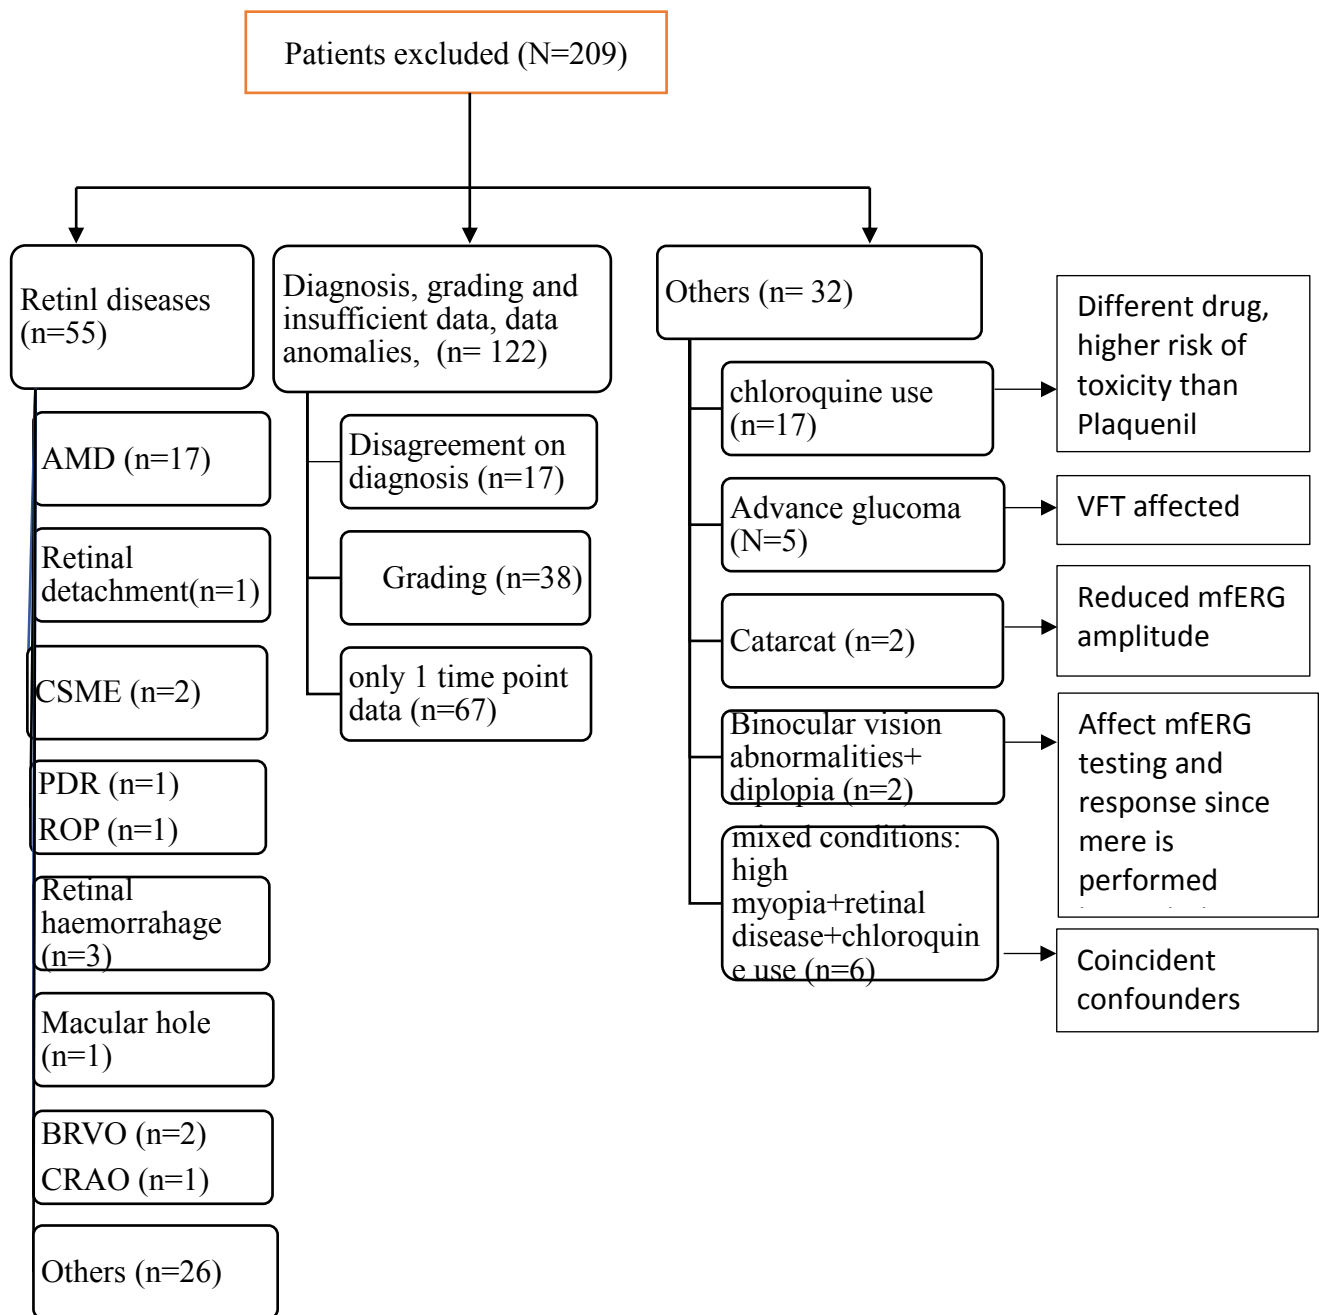 Patients excluded (N=209)
Retinl diseases
(n=55)
AMD (n=17)
Retinal
detachment(n=1)
CSME (n=2)
PDR (n=1)
ROP (n=1)
Retinal
haemorrahage
(n=3)
Macular hole
(n=1)
BRVO (n=2)
CRAO (n=1)
Others (n=26)
Diagnosis, grading and
insufficient data, data
anomalies,  (n= 122)
Disagreement on
diagnosis (n=17)
Grading (n=38)
only 1 time point
data (n=67)
Others (n= 32)
chloroquine use
(n=17)
Different drug,
higher risk of
toxicity than
Plaquenil
Advance glucoma
(N=5)
VFT affected
Catarcat (n=2)
Reduced mfERG
amplitude
Binocular vision
abnormalities+
diplopia (n=2)
Affect mfERG
testing and
response since
mere is
performed
mixed conditions:
high
myopia+retinal
disease+chloroquin
e use (n=6)
Coincident
confounders